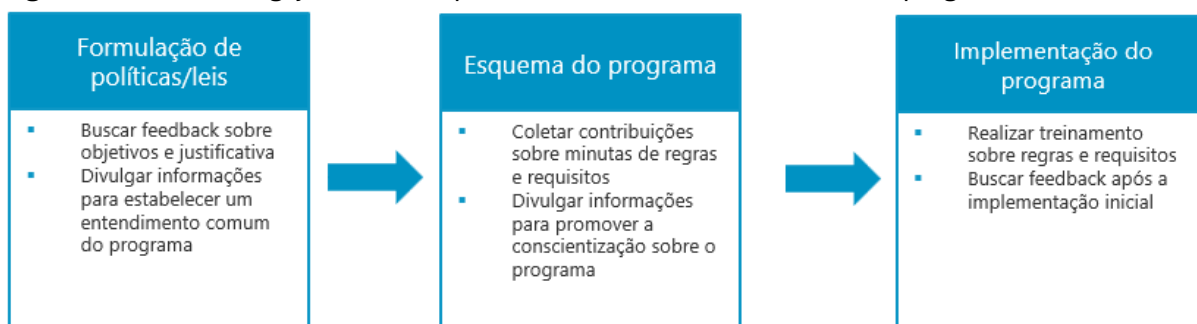 Formulação de
políticas/leis
Buscar feedback sobre
objetivos e justificativa
Divulgar informações
para estabelecer um
entendimento comum
do programa
Esquema do programa
Coletar contribuições
sobre minutas de regras
e requisitos
Divulgar informações
para promover a
conscientização sobre o
programa
Implementação do
programa
Realizar treinamento
sobre regras e requisitos
Buscar feedback após a
implementação inicial